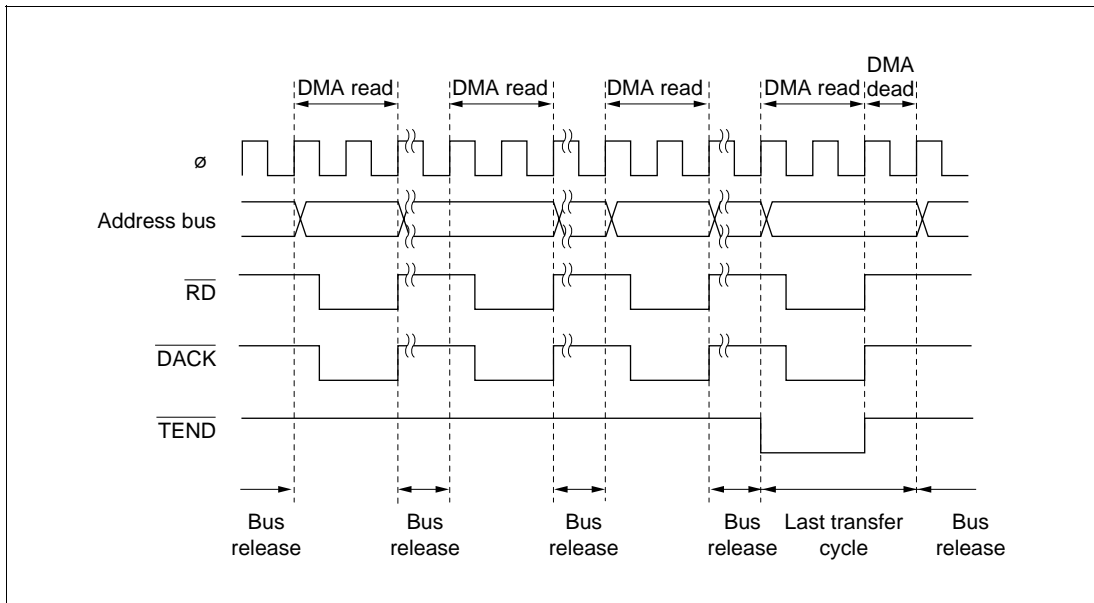 DMA
dead
DMA read DMA read DMA read DMA read
ø
Address bus
RD
DACK
TEND
Bus
release
Bus
release
Bus
release
Bus
release
Last transfer
cycle
Bus
release